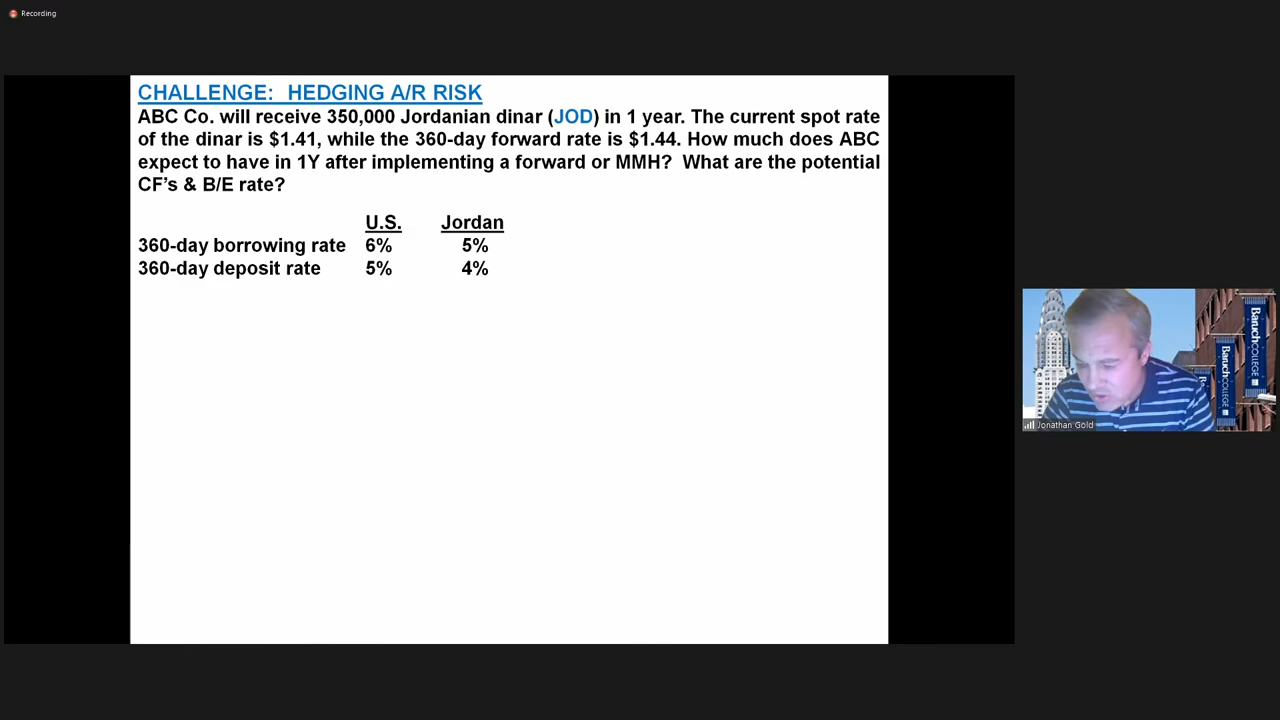 Recording
CHALLENGE: HEDGING A/R RISK
ABC Co. will receive 350,000 Jordanian dinar (JOD) in 1 year. The current spot rate
of the dinar is $1.41, while the 360-day forward rate is $1.44. How much does ABC
expect to have in 1Y after implementing a forward or MMH? What are the potential
CF's & B/E rate?
U.S. Jordan
360-day borrowing rate 6% 5%
360-day deposit rate 5% 4%
Baruch COLLEGE
Baruch COLLEGE
Jonathan Gold